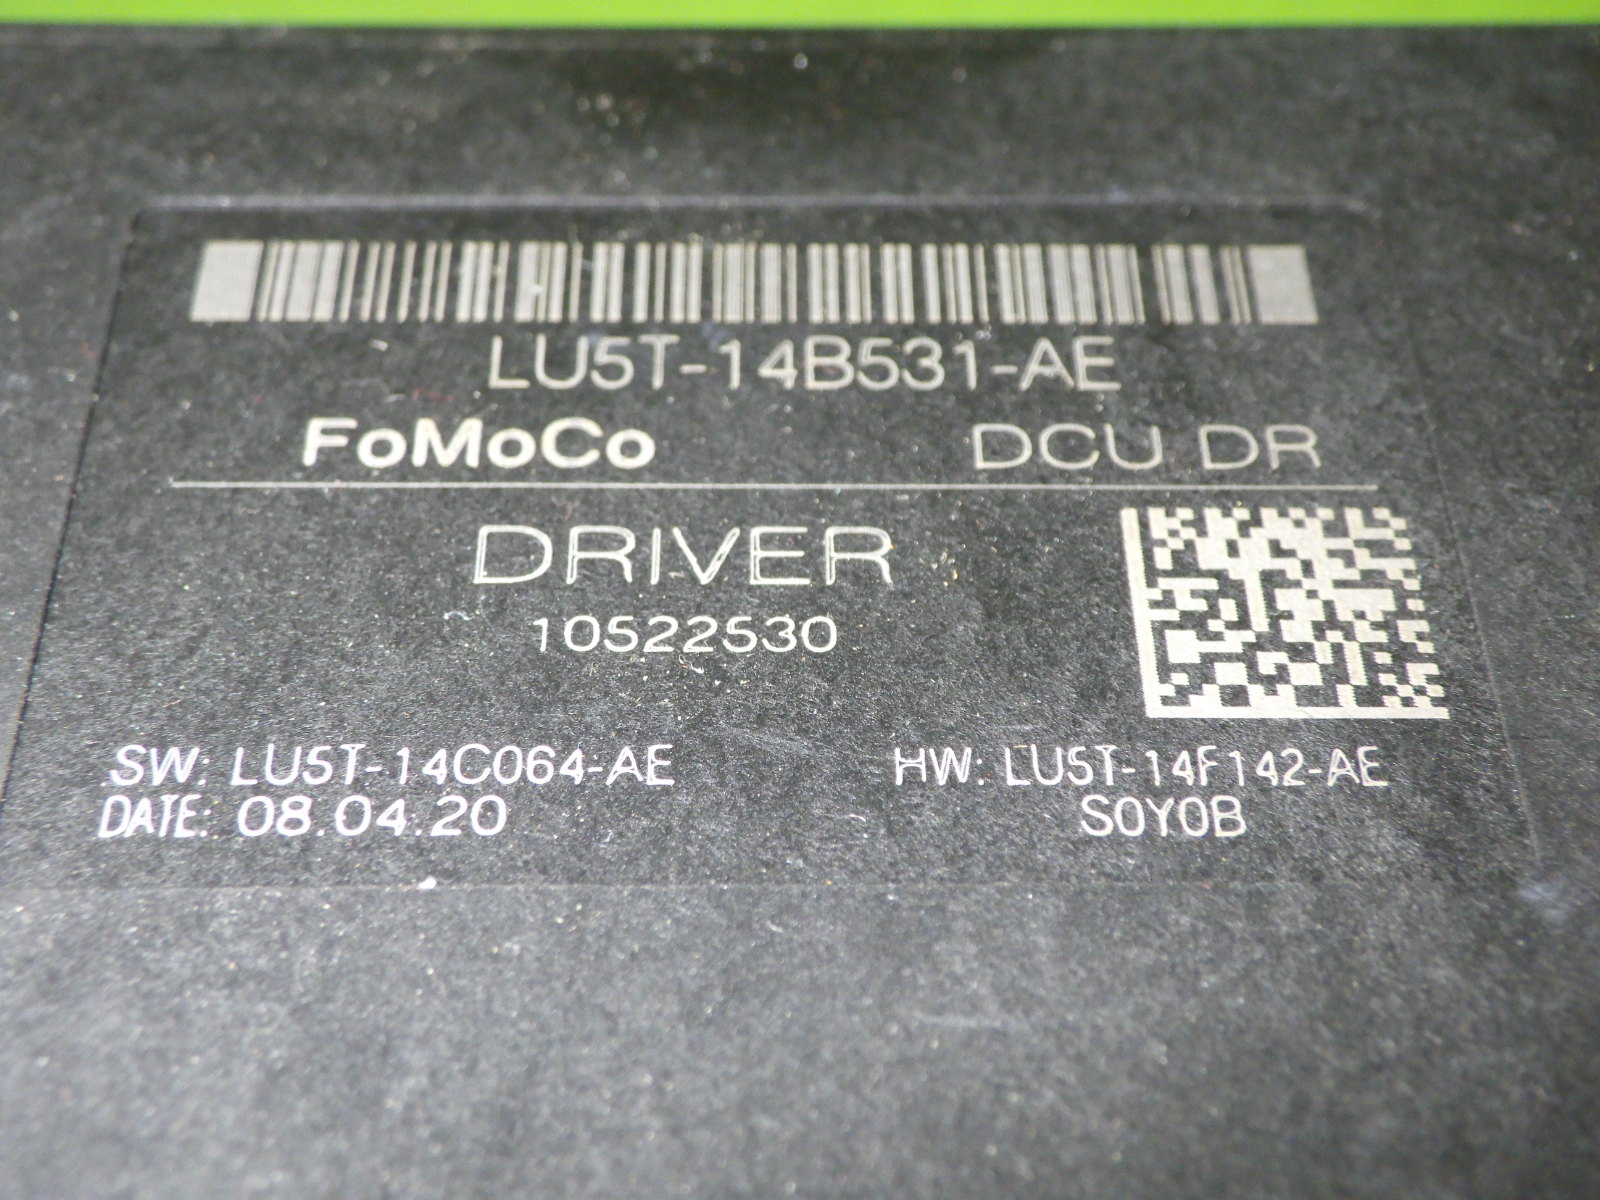 LU5T-14B531-AE
FoMoCo DCU DR
DRIVER
10522530
SW: LU5T-14C064-AE HW: LU5T-14F142-AE
DATE: 08.04.20 S0Y0B